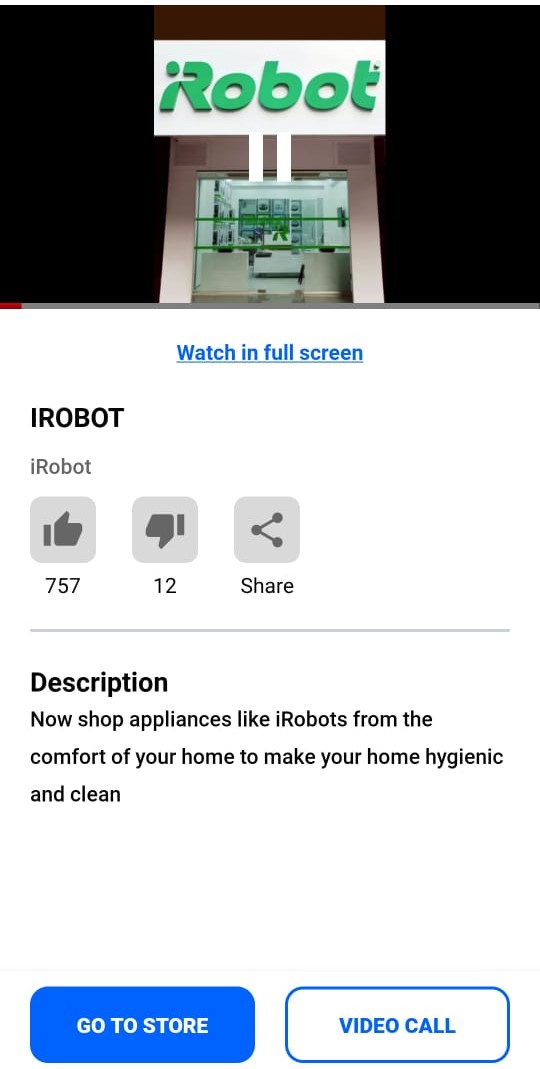 iRobot
Watch in full screen
IROBOT
iRobot
757
12
Share
Description
Now shop appliances like iRobots from the
comfort of your home to make your home hygienic
and clean
GO TO STORE
VIDEO CALL